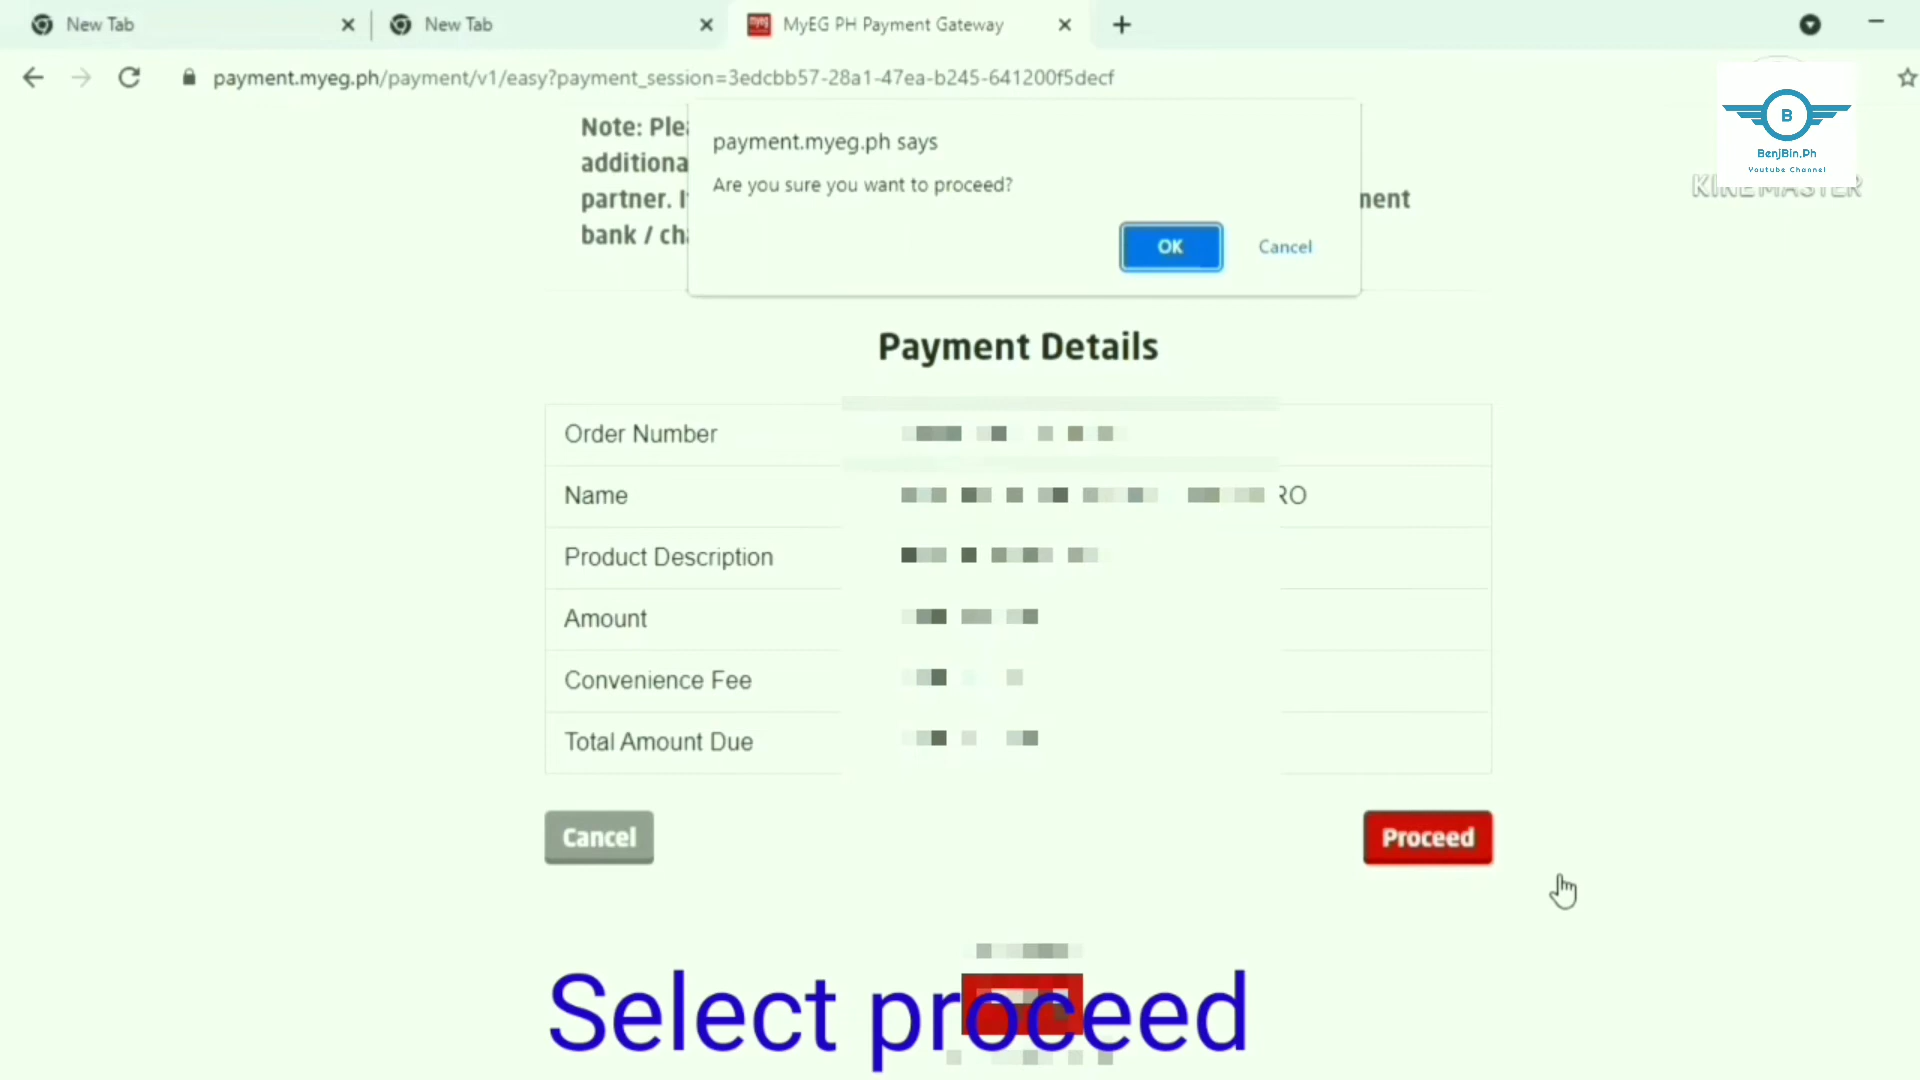 New Tab
New Tab
MyEG PH Payment Gateway
payment.myeg.ph/payment/v1/easy?payment_session=3edcbb57-28a1-47ea-b245-641200f5decf
B
BenjBin.Ph
Youtube Channel
KINEMASTER
payment.myeg.ph says
Are you sure you want to proceed?
OK
Cancel
Note:
additiona
partner.
ment
bank /
Payment Details
Order Number
Name
RO
Product Description
Amount
Convenience Fee
Total Amount Due
Cancel
Proceed
Select proceed